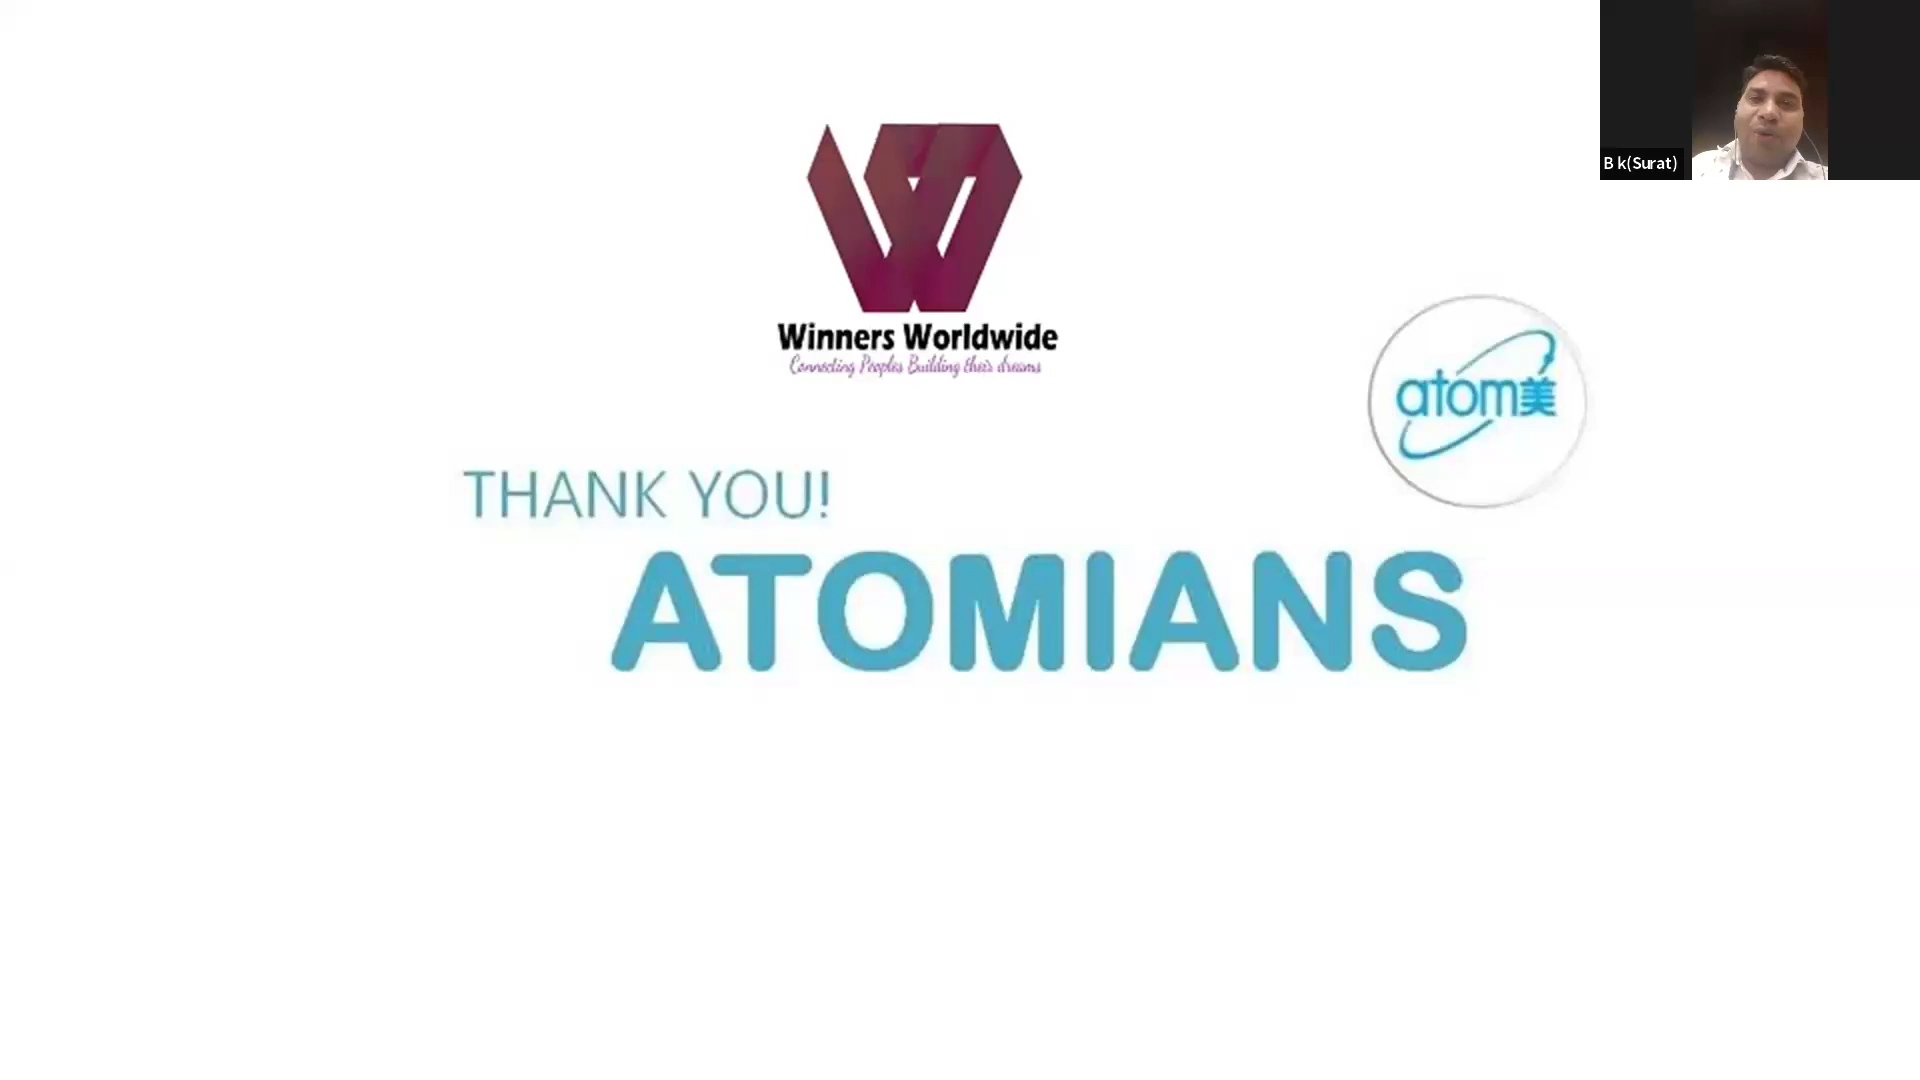 B k(Surat)
Winners Worldwide
Connecting Peoples Building their dreams
atom美
THANK YOU!
ATOMIANS